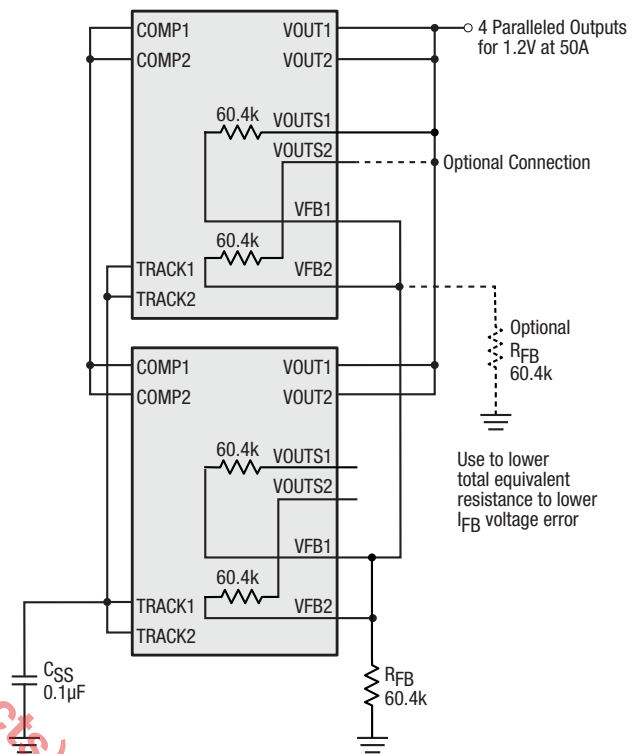 COMP1
COMP2
VOUT1
VOUT2
4 Paralleled Outputs
for 1.2V at 50A
60.4k
VOUTS1
VOUTS2
Optional Connection
VFB1
60.4k
VFB2
TRACK1
TRACK2
Optional
RFB
60.4k
COMP1
COMP2
VOUT1
VOUT2
60.4k
VOUTS1
VOUTS2
Use to lower
total equivalent
resistance to lower
IFB voltage error
VFB1
60.4k
VFB2
TRACK1
TRACK2
CSS
0.1µF
RFB
60.4k